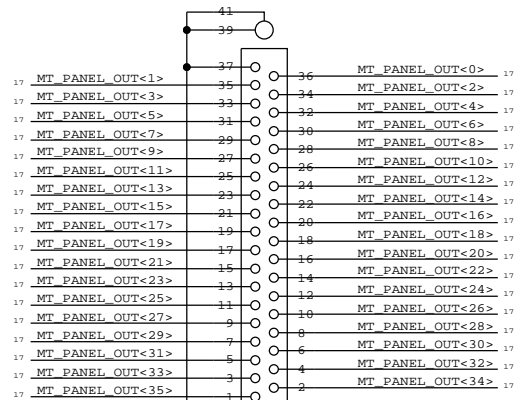 41
39
37
36 MT_PANEL_OUT<0> 17
17 MT_PANEL_OUT<1> 35
34 MT_PANEL_OUT<2> 17
17 MT_PANEL_OUT<3> 33
32 MT_PANEL_OUT<4> 17
17 MT_PANEL_OUT<5> 31
30 MT_PANEL_OUT<6> 17
17 MT_PANEL_OUT<7> 29
28 MT_PANEL_OUT<8> 17
17 MT_PANEL_OUT<9> 27
26 MT_PANEL_OUT<10> 17
17 MT_PANEL_OUT<11> 25
24 MT_PANEL_OUT<12> 17
17 MT_PANEL_OUT<13> 23
22 MT_PANEL_OUT<14> 17
17 MT_PANEL_OUT<15> 21
20 MT_PANEL_OUT<16> 17
17 MT_PANEL_OUT<17> 19
18 MT_PANEL_OUT<18> 17
17 MT_PANEL_OUT<19> 17
16 MT_PANEL_OUT<20> 17
17 MT_PANEL_OUT<21> 15
14 MT_PANEL_OUT<22> 17
17 MT_PANEL_OUT<23> 13
12 MT_PANEL_OUT<24> 17
17 MT_PANEL_OUT<25> 11
10 MT_PANEL_OUT<26> 17
17 MT_PANEL_OUT<27> 9
8 MT_PANEL_OUT<28> 17
17 MT_PANEL_OUT<29> 7
6 MT_PANEL_OUT<30> 17
17 MT_PANEL_OUT<31> 5
4 MT_PANEL_OUT<32> 17
17 MT_PANEL_OUT<33> 3
2 MT_PANEL_OUT<34> 17
17 MT_PANEL_OUT<35> 1